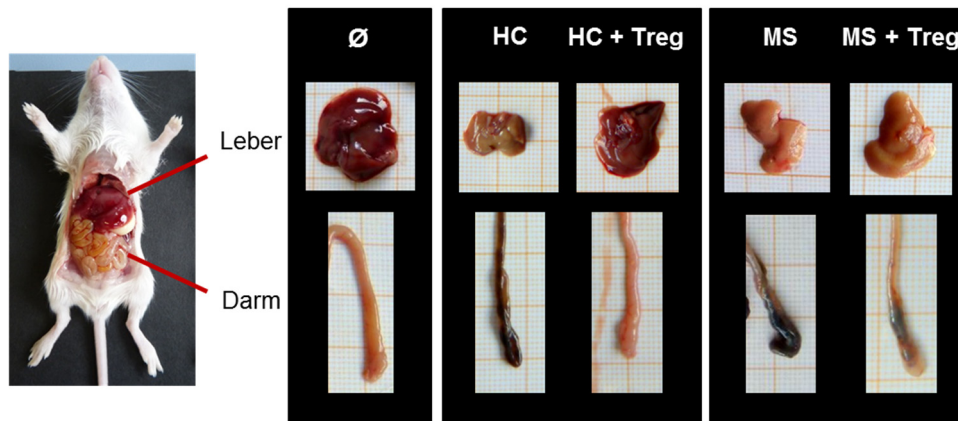 Ø
HC
HC + Treg
MS
MS + Treg
Leber
Darm